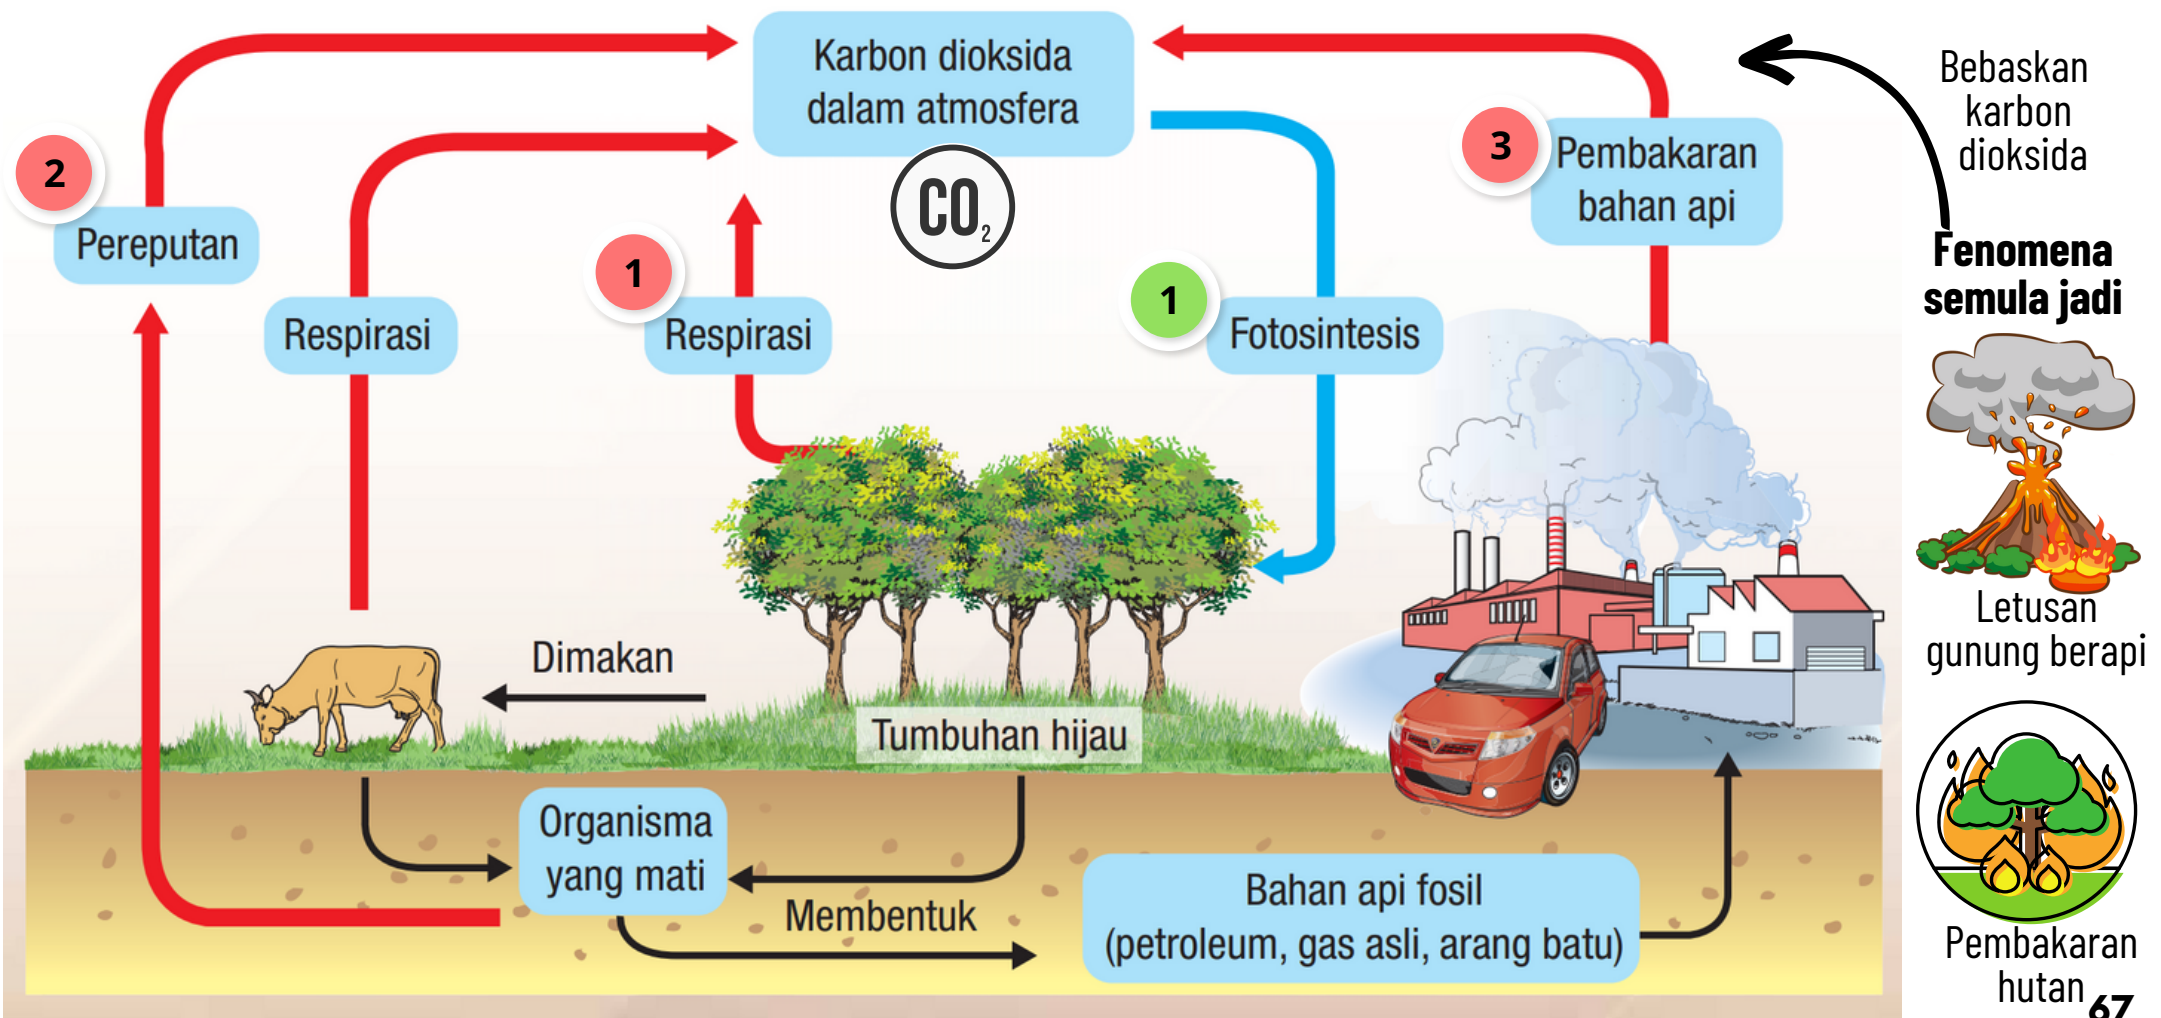 Karbon dioksida
dalam atmosfera
CO₂
2
Pereputan
Respirasi
1
Respirasi
1
Fotosintesis
3
Pembakaran
bahan api
Bebaskan
karbon
dioksida
Fenomena
semula jadi
Letusan
gunung berapi
Pembakaran
hutan
Dimakan
Tumbuhan hijau
Organisma
yang mati
Membentuk
Bahan api fosil
(petroleum, gas asli, arang batu)
67